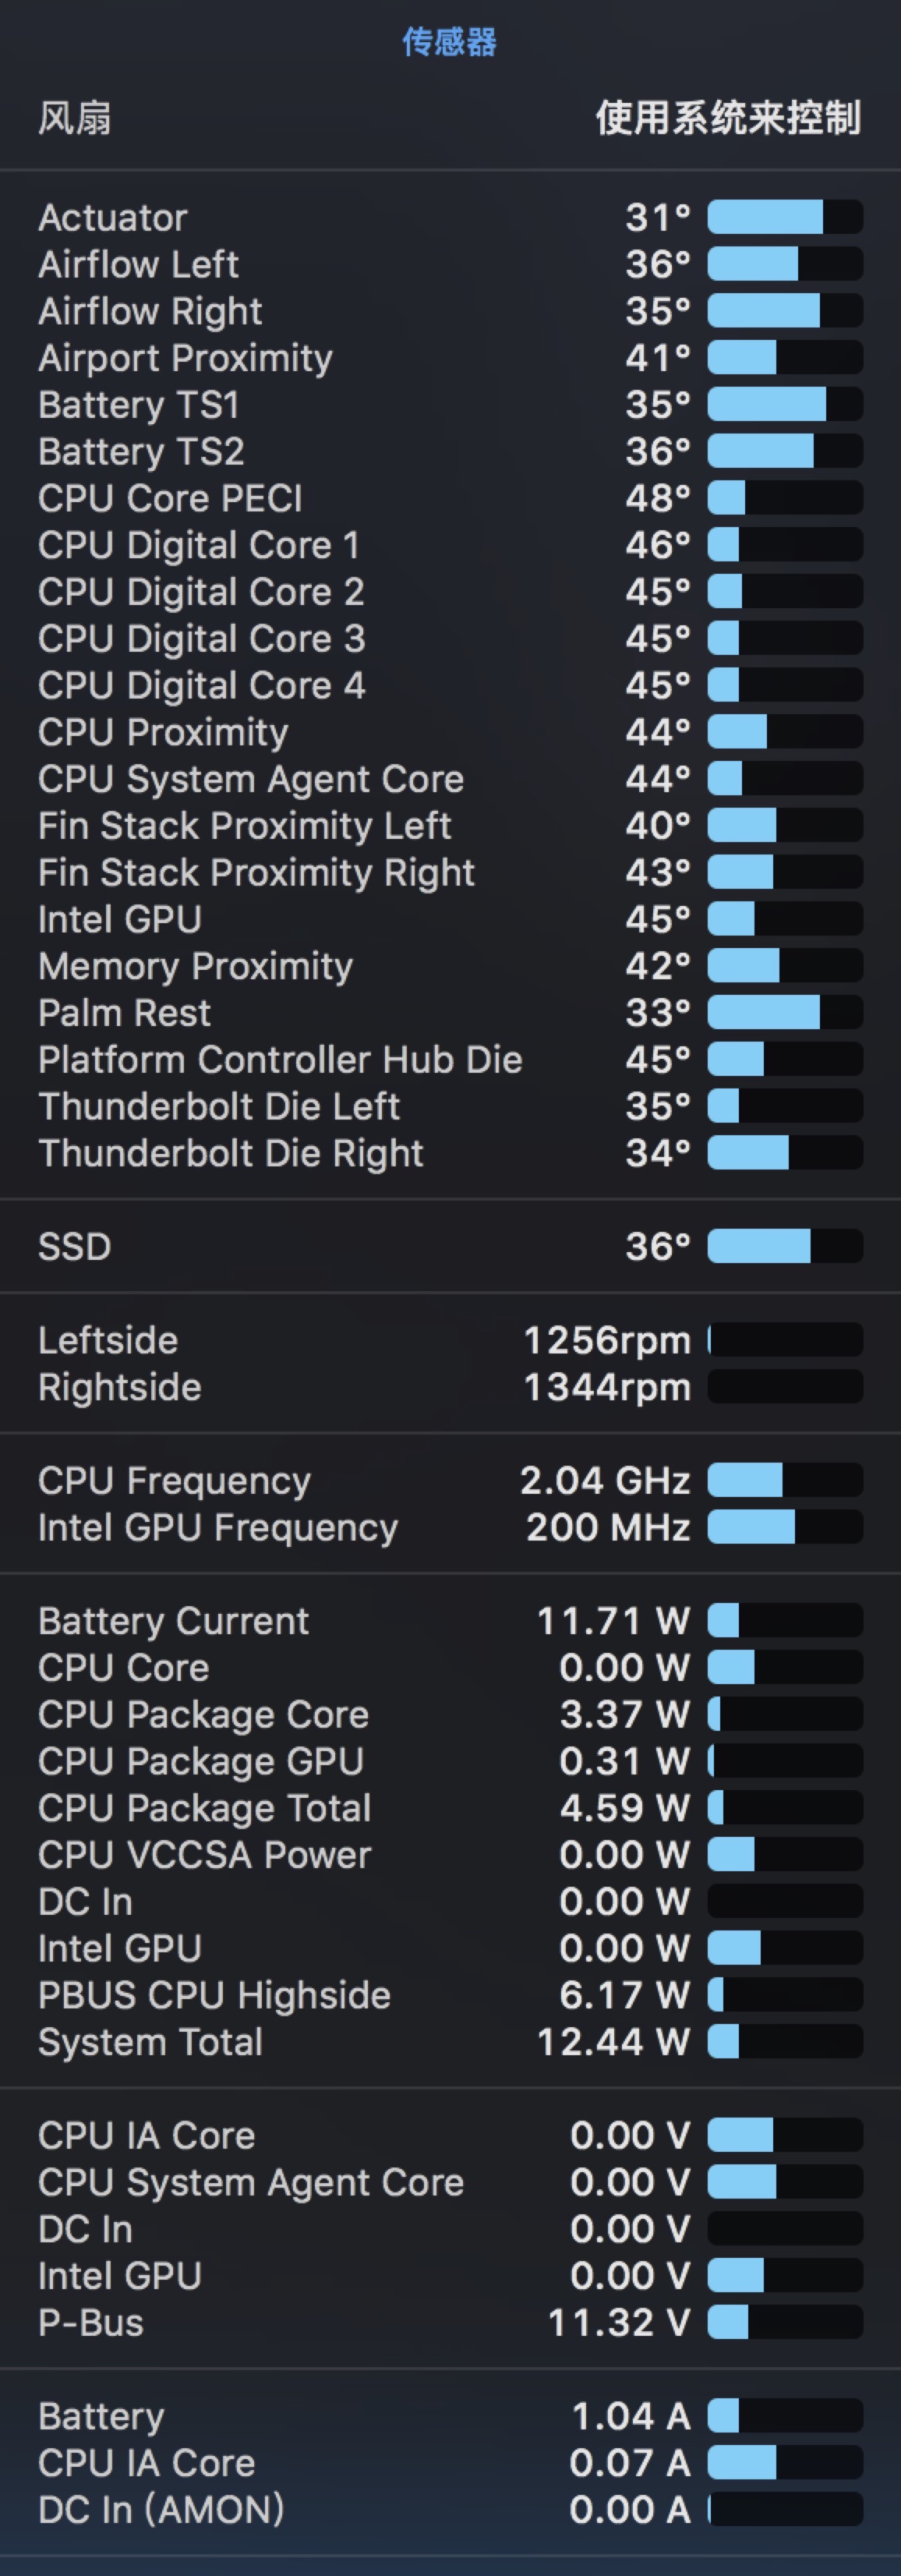 传感器
风扇 使用系统来控制
Actuator 31°
Airflow Left 36°
Airflow Right 35°
Airport Proximity 41°
Battery TS1 35°
Battery TS2 36°
CPU Core PECI 48°
CPU Digital Core 1 46°
CPU Digital Core 2 45°
CPU Digital Core 3 45°
CPU Digital Core 4 45°
CPU Proximity 44°
CPU System Agent Core 44°
Fin Stack Proximity Left 40°
Fin Stack Proximity Right 43°
Intel GPU 45°
Memory Proximity 42°
Palm Rest 33°
Platform Controller Hub Die 45°
Thunderbolt Die Left 35°
Thunderbolt Die Right 34°
SSD 36°
Leftside 1256rpm
Rightside 1344rpm
CPU Frequency 2.04 GHz
Intel GPU Frequency 200 MHz
Battery Current 11.71 W
CPU Core 0.00 W
CPU Package Core 3.37 W
CPU Package GPU 0.31 W
CPU Package Total 4.59 W
CPU VCCSA Power 0.00 W
DC In 0.00 W
Intel GPU 0.00 W
PBUS CPU Highside 6.17 W
System Total 12.44 W
CPU IA Core 0.00 V
CPU System Agent Core 0.00 V
DC In 0.00 V
Intel GPU 0.00 V
P-Bus 11.32 V
Battery 1.04 A
CPU IA Core 0.07 A
DC In (AMON) 0.00 A